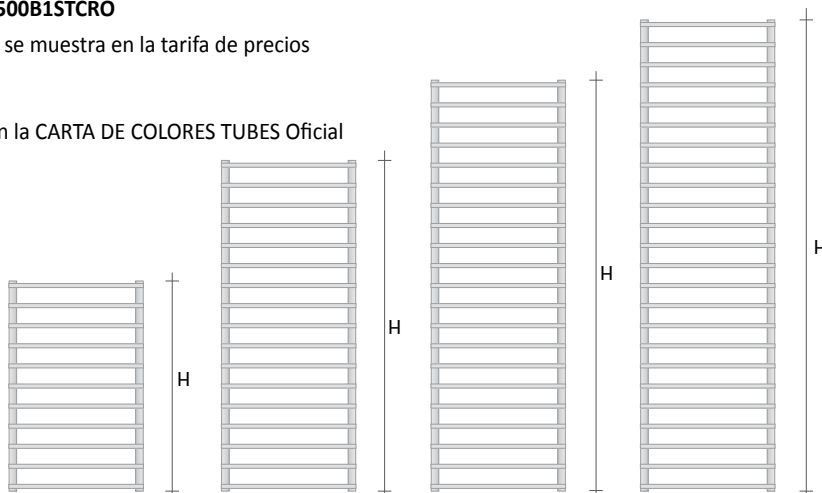 500B1STCRO
se muestra en la tarifa de precios
n la CARTA DE COLORES TUBES Oficial
H
H
H
H